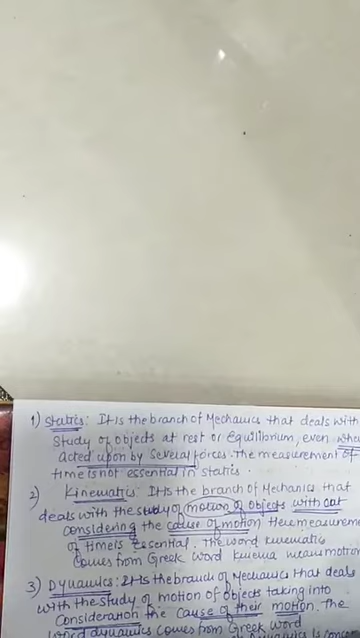 1) Statics: It is the branch of Mechanics that deals with
study of objects at rest or Equilibrium, even when
acted upon by Several forces. The measurement of
time is not essential in statics.
2) Kinematics: It is the branch of Mechanics that
deals with the study of motion of objects with out
considering the cause of motion. Here measurem
of time is Essential. The word kinematic
Comes from Greek word kinema means motion
3) Dynamics: It is the branch of Mechanics that deals
with the study of motion of objects taking into
Consideration the cause of their motion. The
word dynamics comes from Greek word